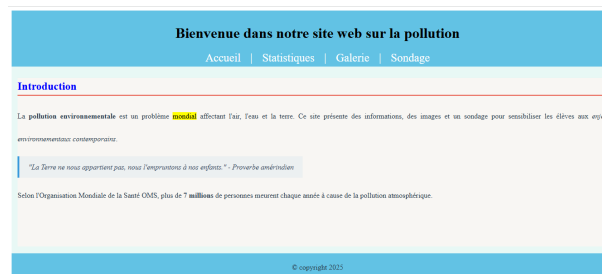 Bienvenue dans notre site web sur la pollution
Accueil | Statistiques | Galerie | Sondage
Introduction
La pollution environnementale est un problème mondial affectant l'air, l'eau et la terre. Ce site présente des informations, des images et un sondage pour sensibiliser les élèves aux
environnementaux contemporains.
"La Terre ne nous appartient pas, nous l'empruntons à nos enfants." - Proverbe amérindien
Selon l'Organisation Mondiale de la Santé OMS, plus de 7 millions de personnes meurent chaque année à cause de la pollution atmosphérique.
© copyright 2025